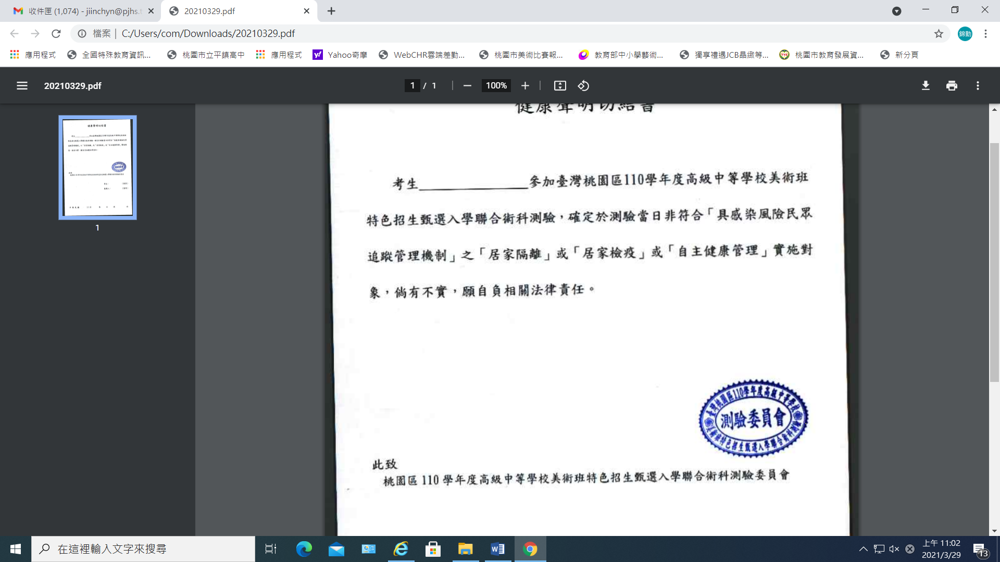 收件匣 (1,074) - jiinchyn@pjhs.t
20210329.pdf
檔案 | C:/Users/com/Downloads/20210329.pdf
錦勤
應用程式
全國特殊教育資訊...
桃園市立平鎮高中
應用程式
Yahoo奇摩
WebCHR雲端差勤...
桃園市美術比賽報...
教育部中小學藝術...
獨享禮遇JCB晶緻等...
桃園市教育發展資...
新分頁
20210329.pdf
1 / 1
100%
健康聲明切結書
1
考生________________參加臺灣桃園區110學年度高級中等學校美術班
特色招生甄選入學聯合術科測驗，確定於測驗當日非符合「具感染風險民眾
追蹤管理機制」之「居家隔離」或「居家檢疫」或「自主健康管理」實施對
象，倘有不實，願自負相關法律責任。
臺灣桃園區110學年度高級中等學校
測驗委員會
美術班特色招生甄選入學聯合術科測驗
此致
桃園區 110 學年度高級中等學校美術班特色招生甄選入學聯合術科測驗委員會
在這裡輸入文字來搜尋
上午 11:02
2021/3/29
13